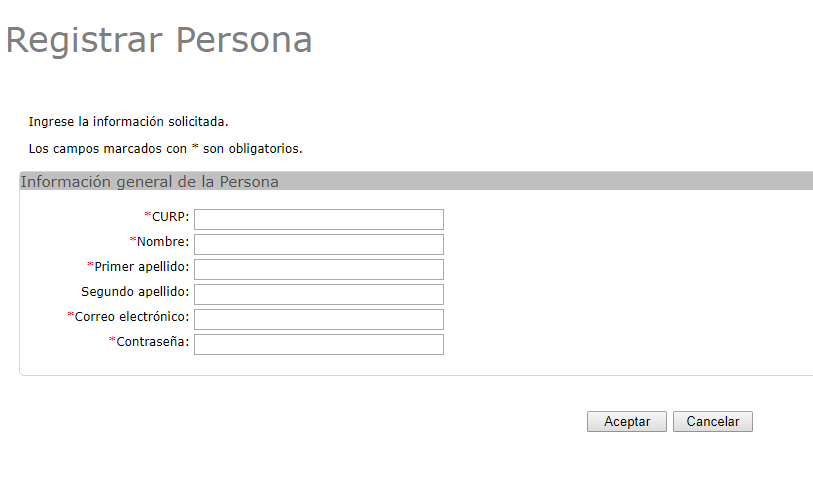 Registrar Persona
Ingrese la información solicitada.
Los campos marcados con * son obligatorios.
Información general de la Persona
*CURP:
*Nombre:
*Primer apellido:
Segundo apellido:
*Correo electrónico:
*Contraseña:
Aceptar Cancelar